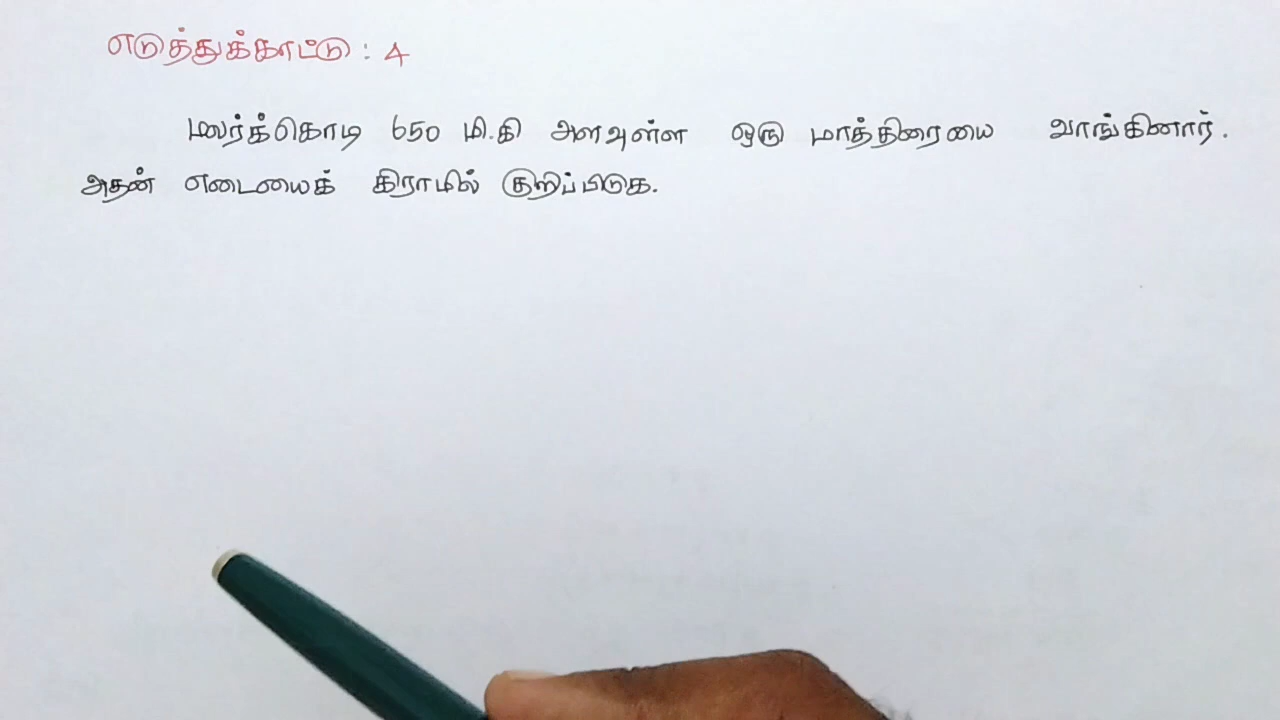 எடுத்துக்காட்டு : 4
மலர்க்கொடி 650 மி.கி அளவுள்ள ஒரு மாத்திரையை வாங்கினார்.
அதன் எடையைக் கிராமில் குறிப்பிடுக.